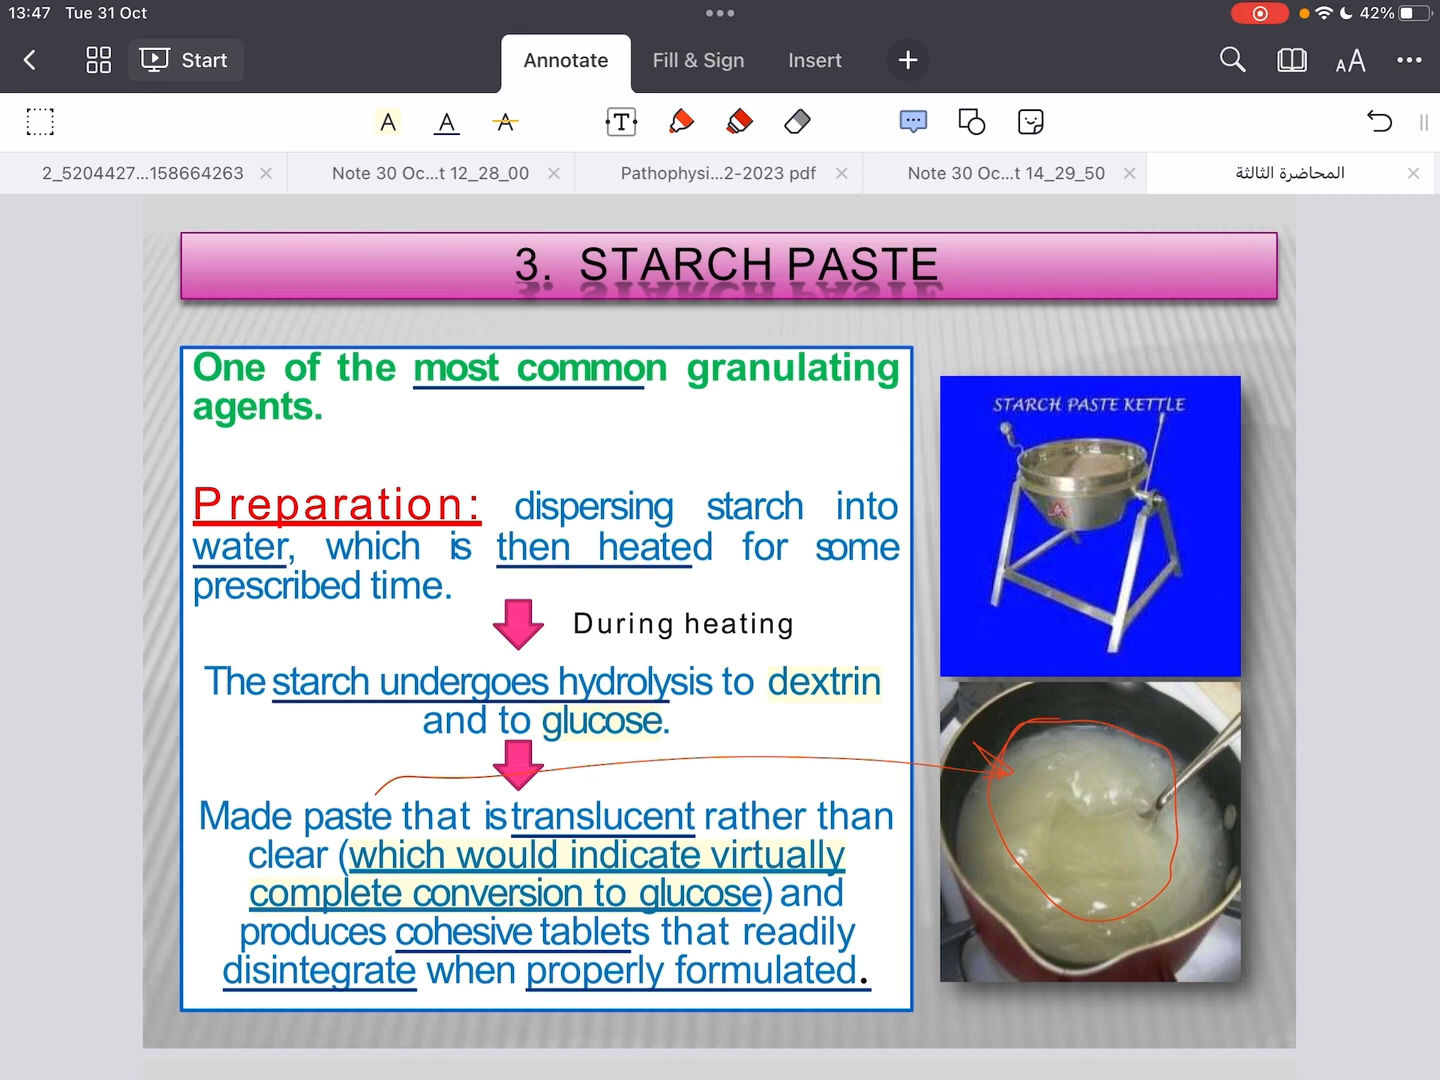 13:47 Tue 31 Oct
42%
Start
Annotate
Fill & Sign
Insert
2_5204427...158664263
Note 30 Oc...t 12_28_00
Pathophysi...2-2023 pdf
Note 30 Oc...t 14_29_50
المحاضرة الثالثة
3. STARCH PASTE
One of the most common granulating
agents.
Preparation: dispersing starch into
water, which is then heated for some
prescribed time.
During heating
The starch undergoes hydrolysis to dextrin
and to glucose.
Made paste that is translucent rather than
clear (which would indicate virtually
complete conversion to glucose) and
produces cohesive tablets that readily
disintegrate when properly formulated.
STARCH PASTE KETTLE